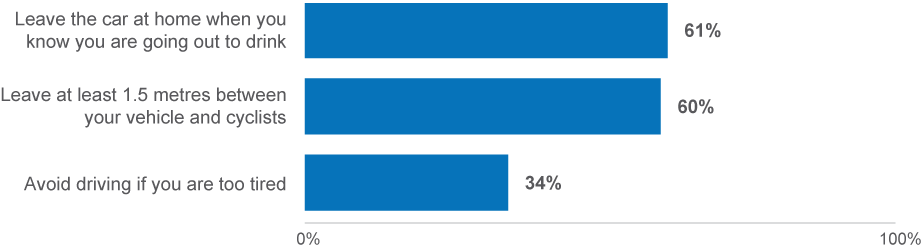 Leave the car at home when you
know you are going out to drink
61%
Leave at least 1.5 metres between
your vehicle and cyclists
60%
Avoid driving if you are too tired
34%
0%
100%